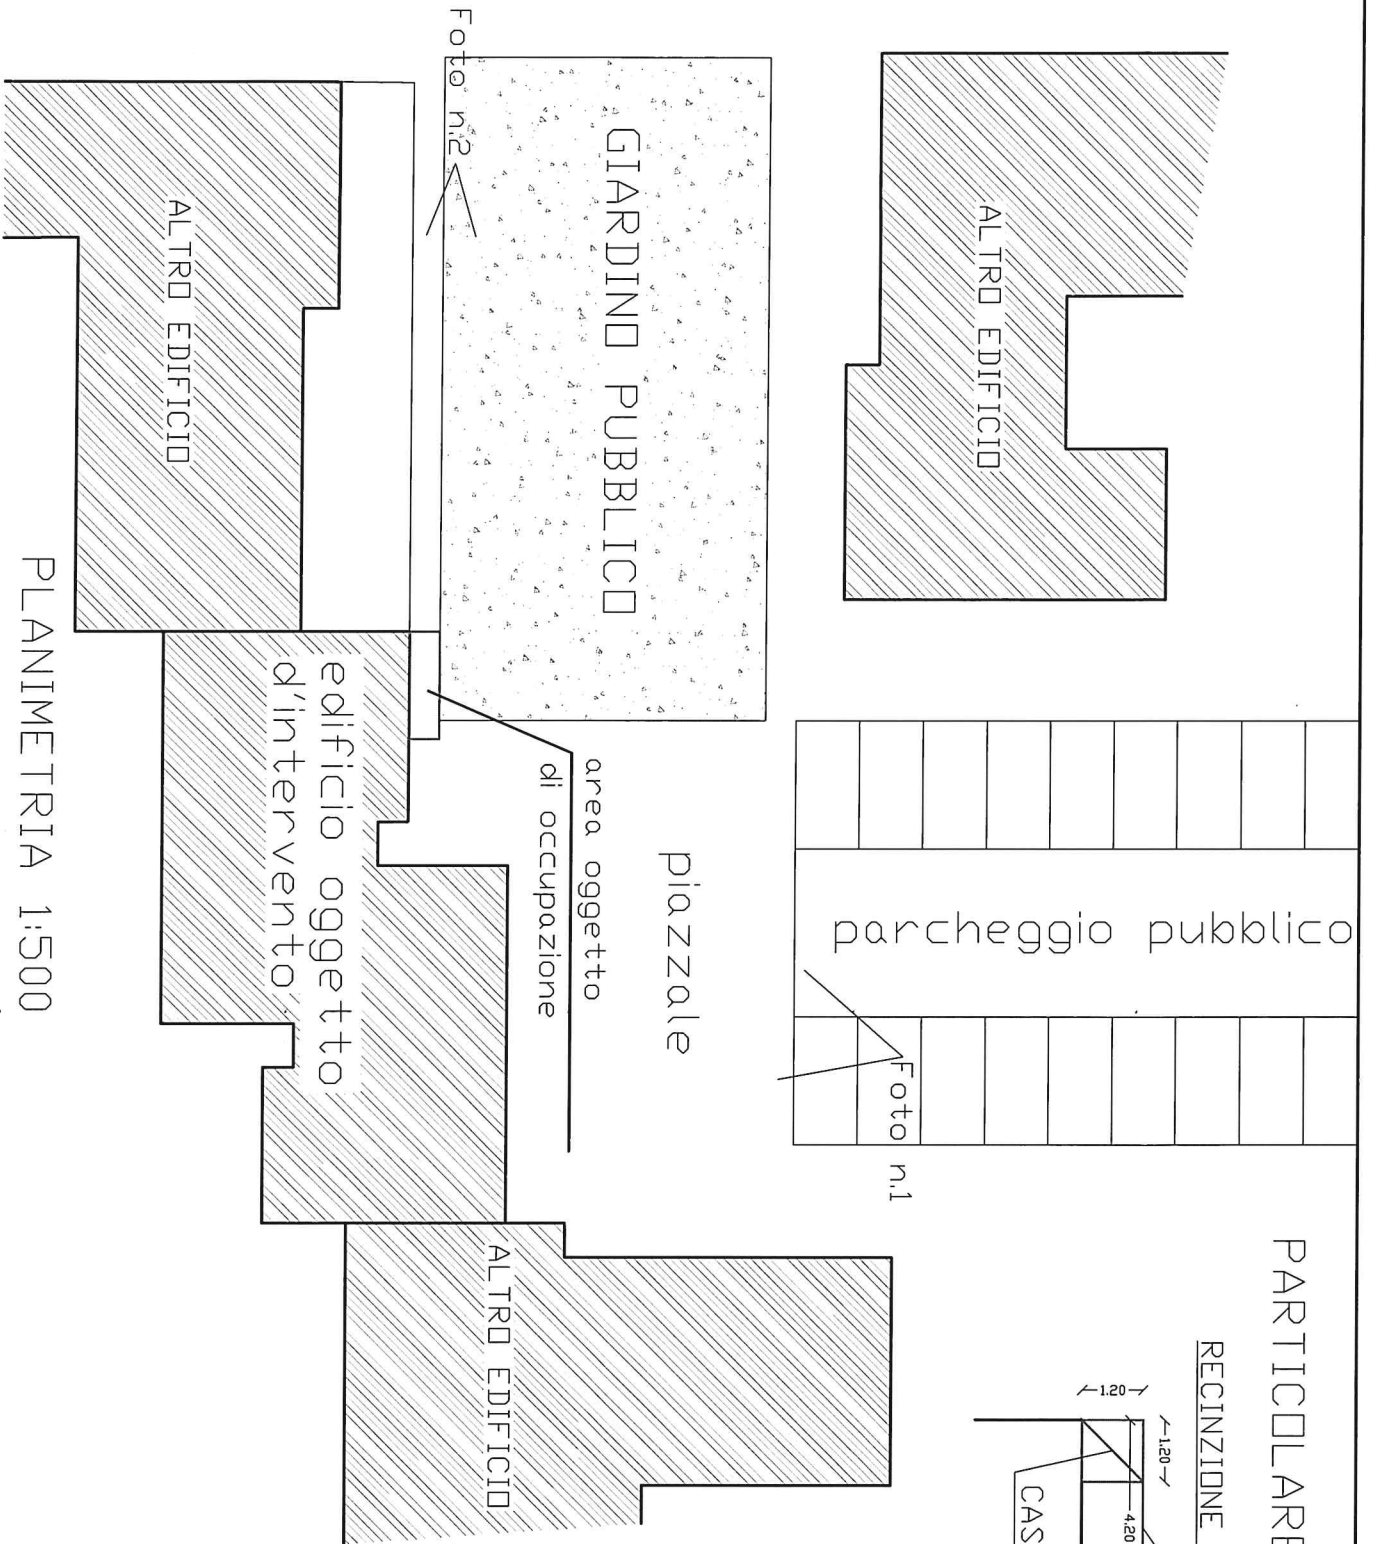 PARTICOLARE
RECINZIONE
1.20
1.20
4.20
ALTRO EDIFICIO
parcheggio pubblico
Foto n.1
GIARDINO PUBBLICO
piazzale
area oggetto
di occupazione
Foto n.2
ALTRO EDIFICIO
edificio oggetto
d'intervento
ALTRO EDIFICIO
PLANIMETRIA 1:500